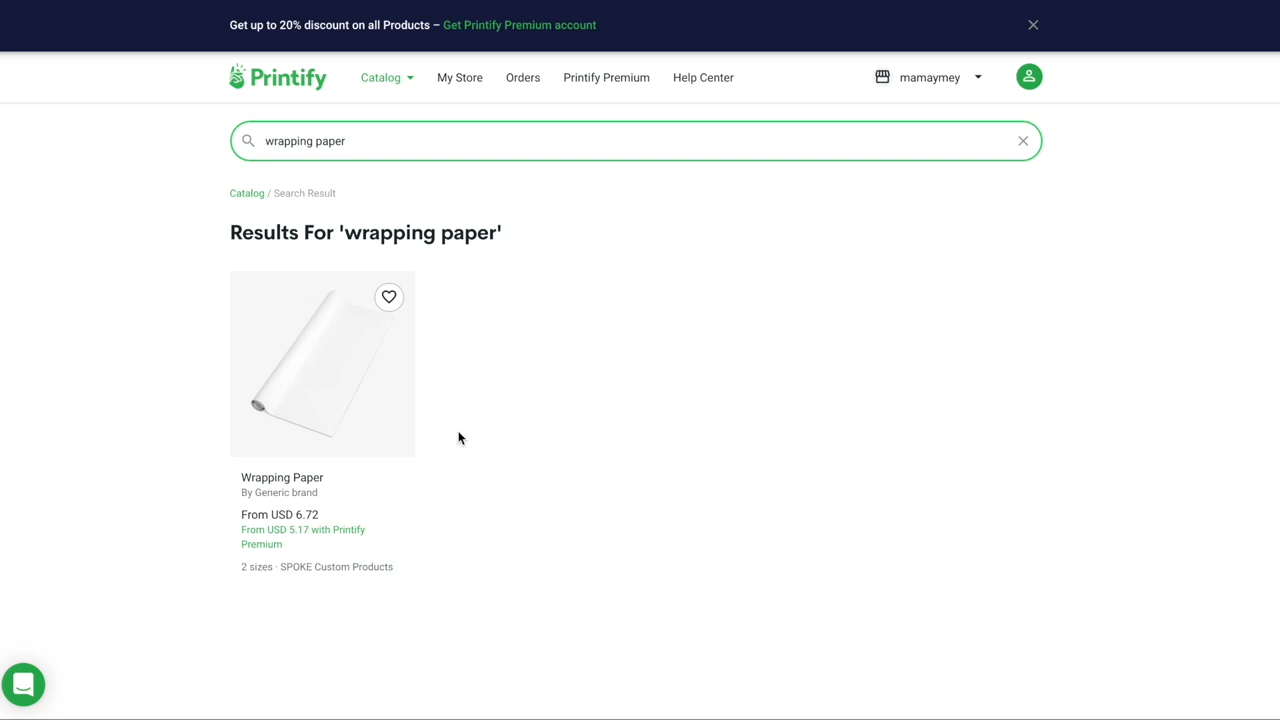 Get up to 20% discount on all Products – Get Printify Premium account
Printify
Catalog
My Store
Orders
Printify Premium
Help Center
mamaymey
wrapping paper
Catalog / Search Result
Results For 'wrapping paper'
Wrapping Paper
By Generic brand
From USD 6.72
From USD 5.17 with Printify
Premium
2 sizes · SPOKE Custom Products